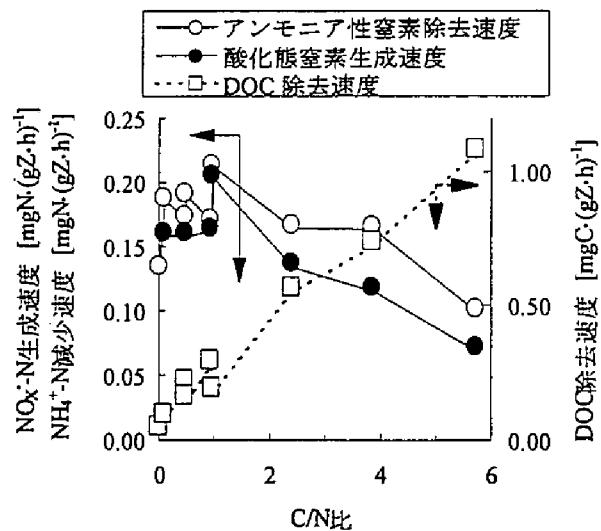 アンモニア性窒素除去速度
酸化態窒素生成速度
DOC 除去速度
NOx⁻-N生成速度 [mgN·(gZ·h)⁻¹]
NH₄⁺-N減少速度 [mgN·(gZ·h)⁻¹]
0.25
0.20
0.15
0.10
0.05
0.00
1.00
0.50
0.00
DOC除去速度 [mgC·(gZ·h)⁻¹]
0
2
4
6
C/N比